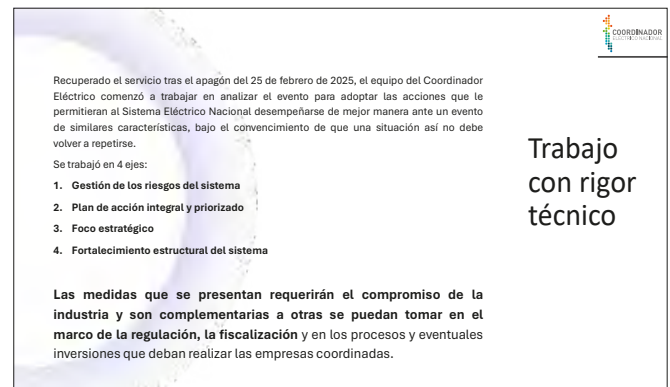 COORDINADOR
ELÉCTRICO NACIONAL
Recuperado el servicio tras el apagón del 25 de febrero de 2025, el equipo del Coordinador
Eléctrico comenzó a trabajar en analizar el evento para adoptar las acciones que le
permitieran al Sistema Eléctrico Nacional desempeñarse de mejor manera ante un evento
de similares características, bajo el convencimiento de que una situación así no debe
volver a repetirse.
Se trabajó en 4 ejes:
1. Gestión de los riesgos del sistema
2. Plan de acción integral y priorizado
3. Foco estratégico
4. Fortalecimiento estructural del sistema
Las medidas que se presentan requerirán el compromiso de la
industria y son complementarias a otras se puedan tomar en el
marco de la regulación, la fiscalización y en los procesos y eventuales
inversiones que deban realizar las empresas coordinadas.
Trabajo
con rigor
técnico